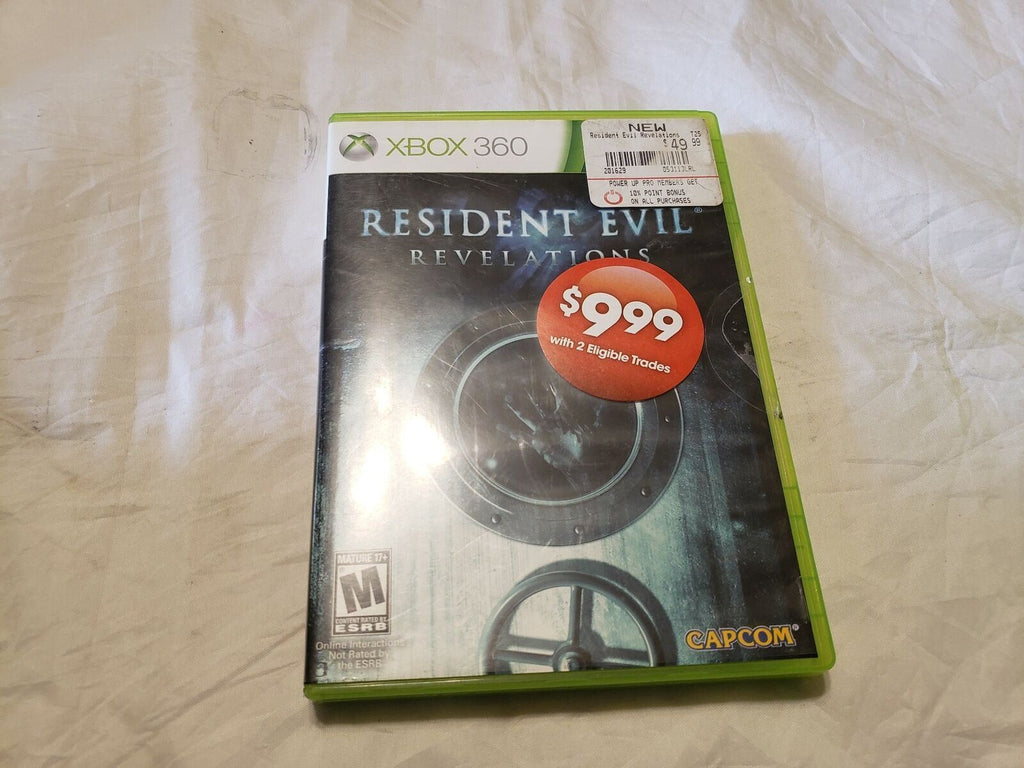 XBOX 360
NEW
Resident Evil Revelations T25
$49 99
201629 05J11JLRL
POWER UP PRO MEMBERS GET
10% POINT BONUS
ON ALL PURCHASES
RESIDENT EVIL®
REVELATIONS
$999
with 2 Eligible Trades
MATURE 17+
M
CONTENT RATED BY
ESRB
Online Interactions
Not Rated by
the ESRB
CAPCOM®